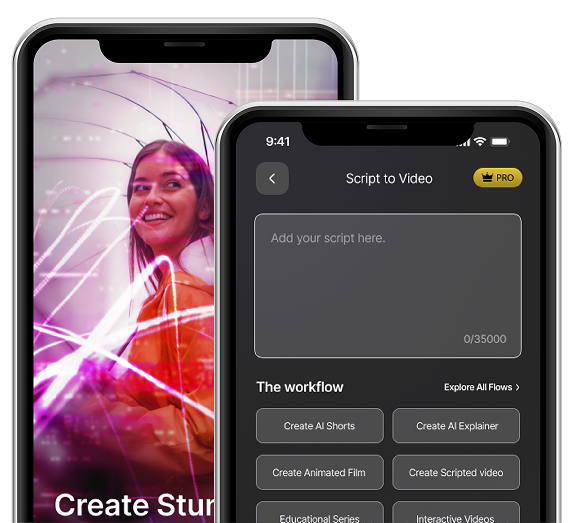 Create Stun
9:41
Script to Video
PRO
Add your script here.
0/35000
The workflow
Explore All Flows
Create AI Shorts
Create AI Explainer
Create Animated Film
Create Scripted video
Educational Series
Interactive Videos